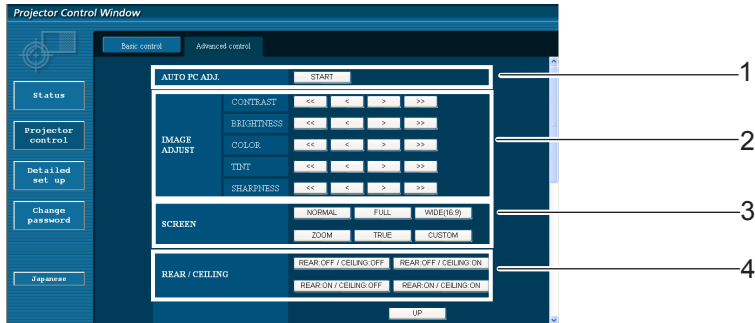 Projector Control Window
Basic control
Advanced control
Status
Projector control
Detailed set up
Change password
Japanese
AUTO PC ADJ.
START
1
IMAGE ADJUST
CONTRAST << < > >>
BRIGHTNESS << < > >>
COLOR << < > >>
TINT << < > >>
SHARPNESS << < > >>
2
SCREEN
NORMAL FULL WIDE(16:9)
ZOOM TRUE CUSTOM
3
REAR / CEILING
REAR:OFF / CEILING:OFF REAR:OFF / CEILING:ON
REAR:ON / CEILING:OFF REAR:ON / CEILING:ON
4
UP